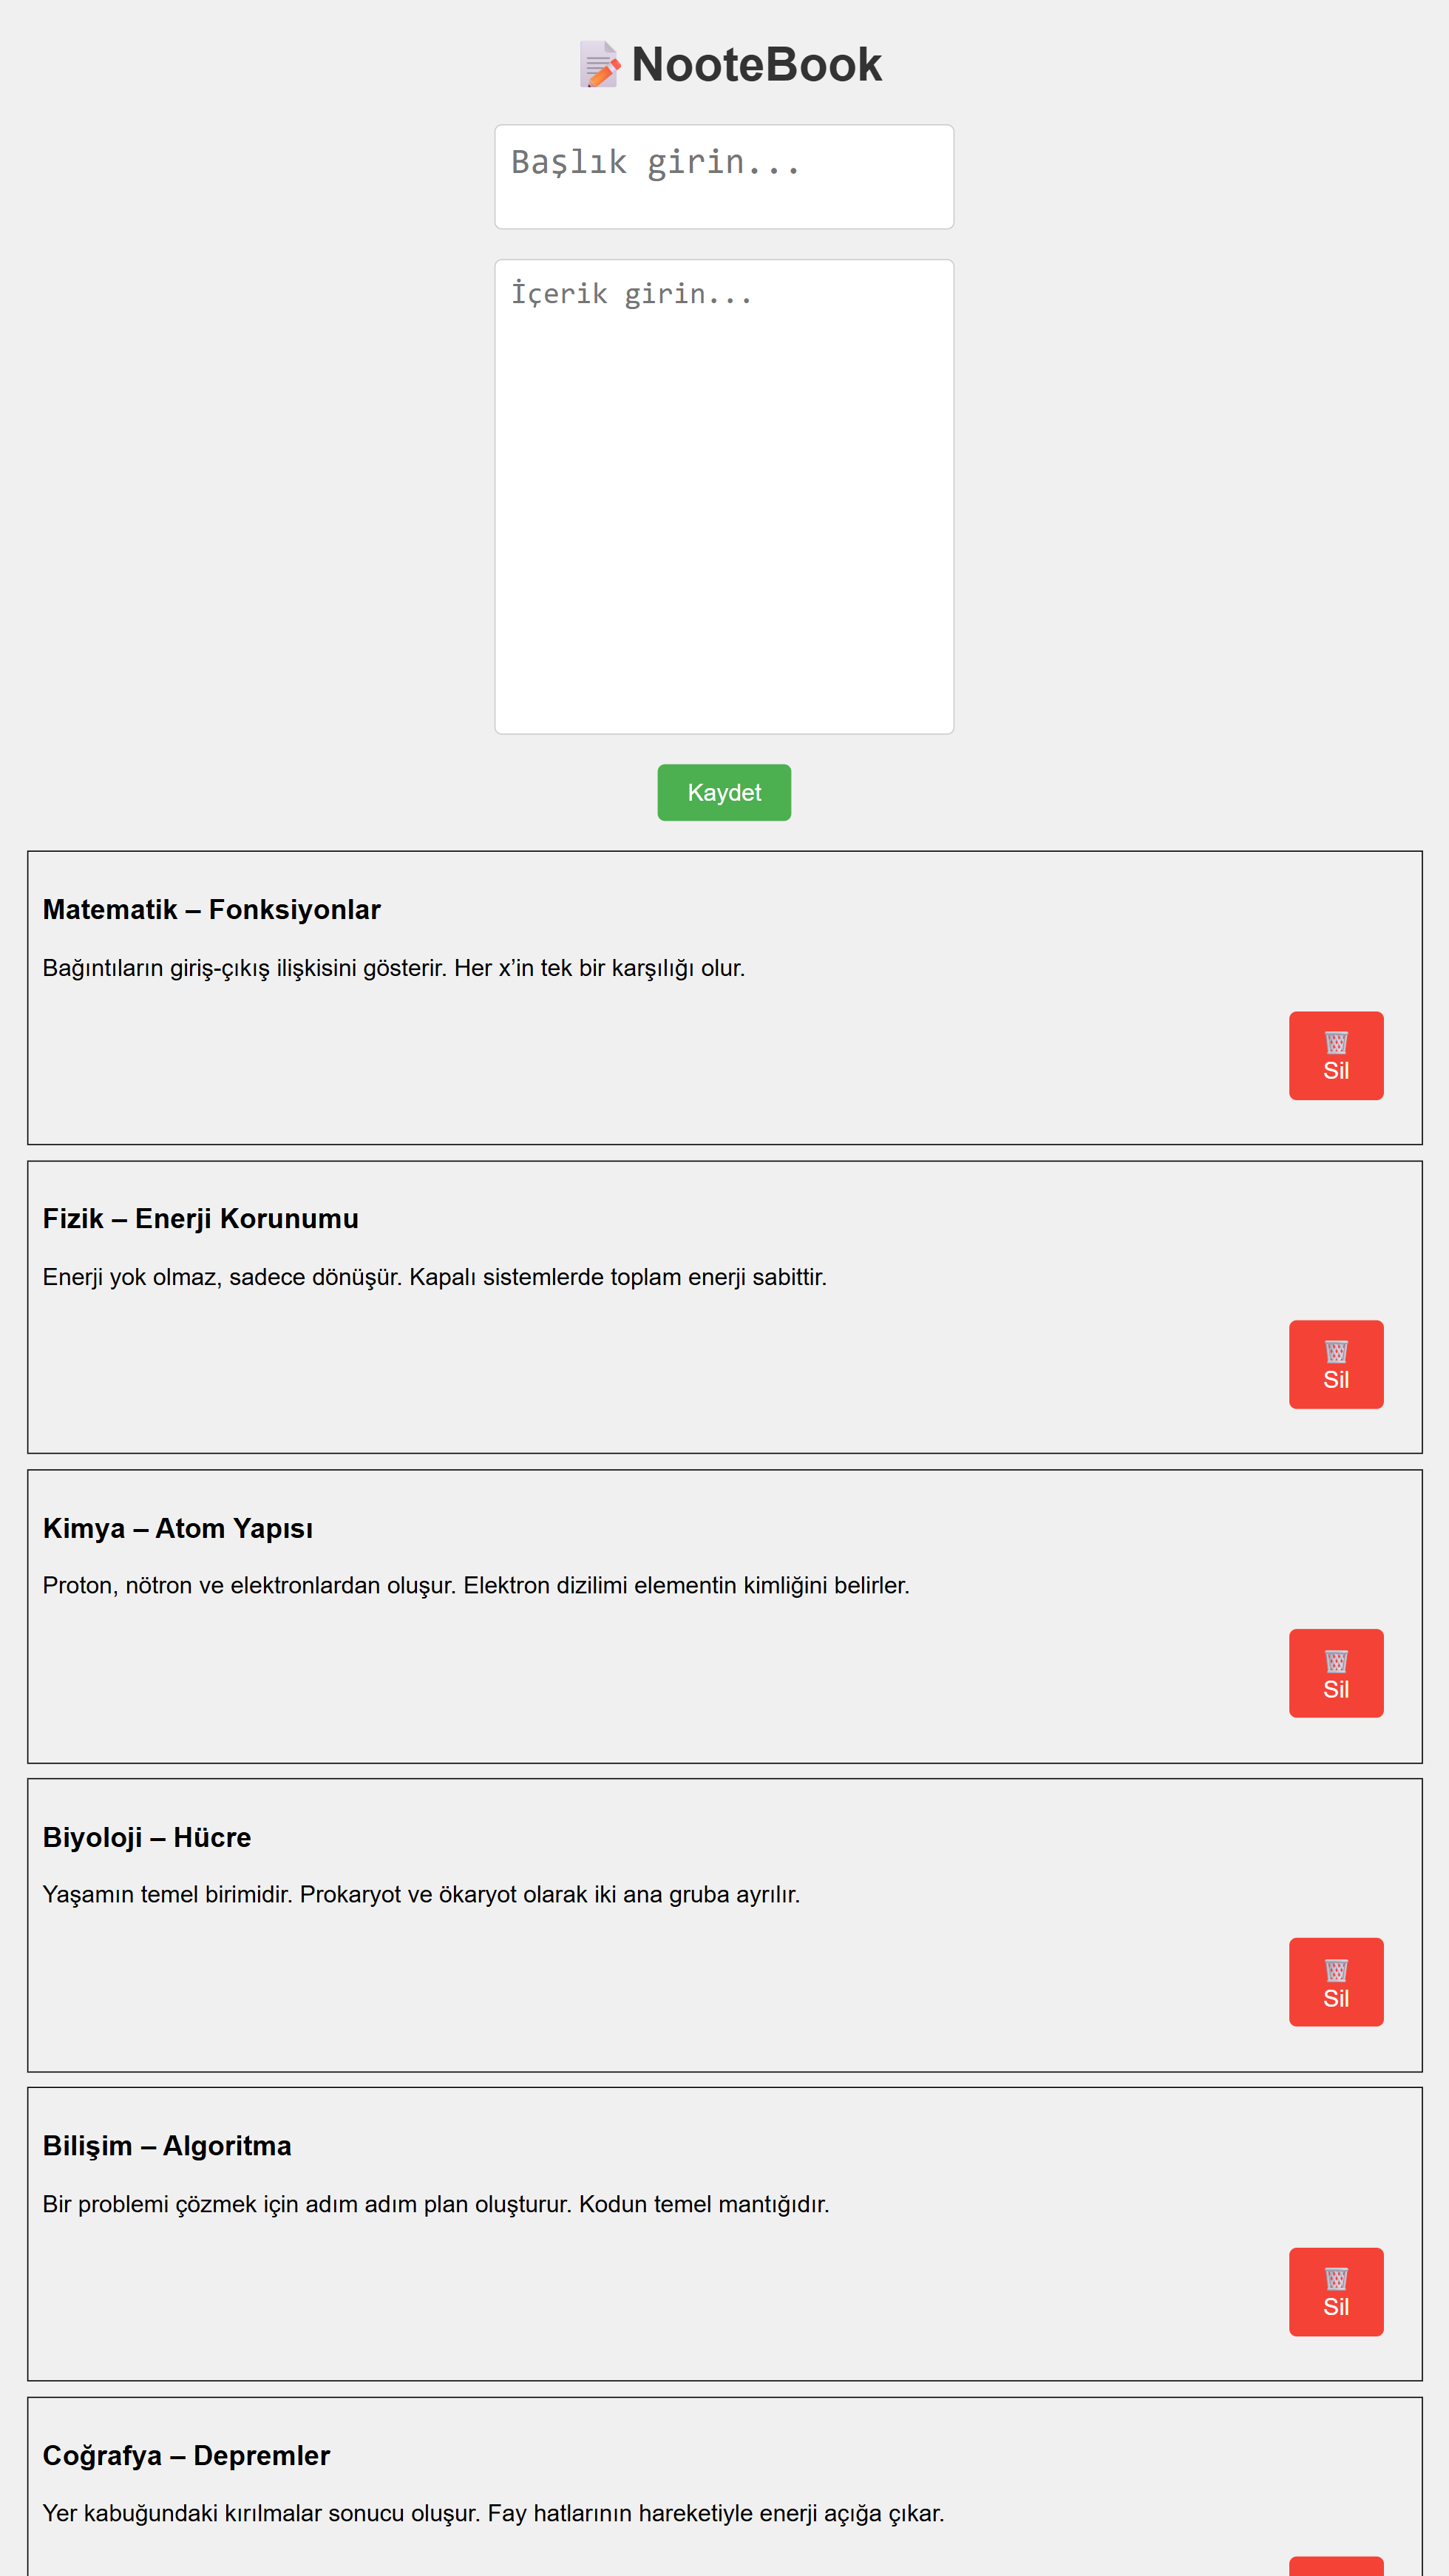 NooteBook
Başlık girin...
İçerik girin...
Kaydet
Matematik – Fonksiyonlar
Bağıntıların giriş-çıkış ilişkisini gösterir. Her x’in tek bir karşılığı olur.
Sil
Fizik – Enerji Korunumu
Enerji yok olmaz, sadece dönüşür. Kapalı sistemlerde toplam enerji sabittir.
Sil
Kimya – Atom Yapısı
Proton, nötron ve elektronlardan oluşur. Elektron dizilimi elementin kimliğini belirler.
Sil
Biyoloji – Hücre
Yaşamın temel birimidir. Prokaryot ve ökaryot olarak iki ana gruba ayrılır.
Sil
Bilişim – Algoritma
Bir problemi çözmek için adım adım plan oluşturur. Kodun temel mantığıdır.
Sil
Coğrafya – Depremler
Yer kabuğundaki kırılmalar sonucu oluşur. Fay hatlarının hareketiyle enerji açığa çıkar.